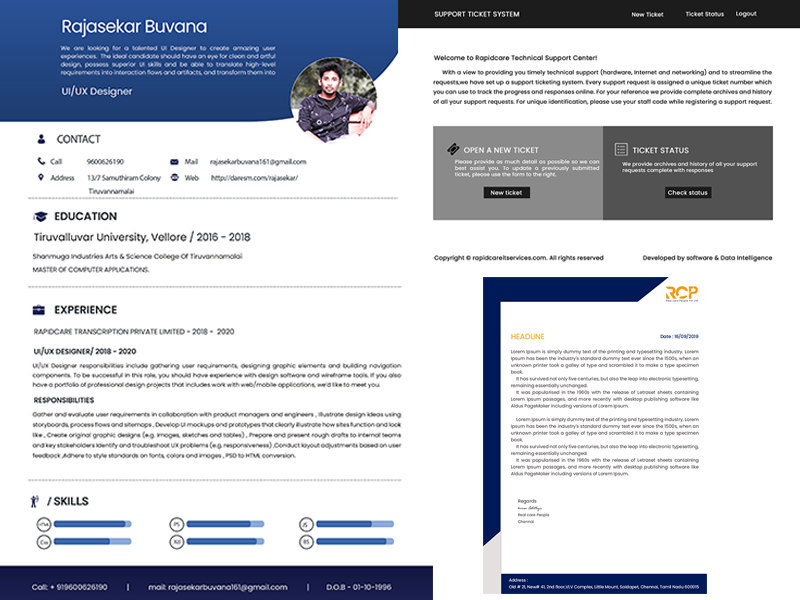 Rajasekar Buvana
We are looking for a talented UI Designer to create amazing user
experiences. The ideal candidate should have an eye for clean and artful
design, possess superior UI skills and be able to translate high-level
requirements into interaction flows and artifacts, and transform them into
UI/UX Designer
CONTACT
Call 9600626190 Mail rajasekarbuvana161@gmail.com
Address 13/7 Samuthiram Colony Web http://daresm.com/rajasekar/
Tiruvannamalai
EDUCATION
Tiruvalluvar University, Vellore / 2016 - 2018
Shanmuga Industries Arts & Science College Of Tiruvannamalai
MASTER OF COMPUTER APPLICATIONS.
EXPERIENCE
RAPIDCARE TRANSCRIPTION PRIVATE LIMITED - 2018 - 2020
UI/UX DESIGNER/ 2018 - 2020
UI/UX Designer responsibilities include gathering user requirements, designing graphic elements and building navigation
components. To be successful in this role, you should have experience with design software and wireframe tools. If you also
have a portfolio of professional design projects that includes work with web/mobile applications, we'd like to meet you.
RESPONSIBILITIES
Gather and evaluate user requirements in collaboration with product managers and engineers , Illustrate design ideas using
storyboards, process flows and sitemaps , Develop UI mockups and prototypes that clearly illustrate how sites function and look
like , Create original graphic designs (e.g. images, sketches and tables) , Prepare and present rough drafts to internal teams
and key stakeholders Identify and troubleshoot UX problems (e.g. responsiveness) ,Conduct layout adjustments based on user
feedback ,Adhere to style standards on fonts, colors and images , PSD to HTML conversion.
/ SKILLS
PS JS
Xd BS
Call: + 919600626190 | mail: rajasekarbuvana161@gmail.com | D.O.B - 01-10-1996
SUPPORT TICKET SYSTEM New Ticket Ticket Status Logout
Welcome to Rapidcare Technical Support Center!
With a view to providing you timely technical support (hardware, Internet and networking) and to streamline the
requests,we have set up a support ticketing system. Every support request is assigned a unique ticket number which
you can use to track the progress and responses online. For your reference we provide complete archives and history
of all your support requests. For unique identification, please use your staff code while registering a support request.
OPEN A NEW TICKET
Please provide as much detail as possible so we can
best assist you. To update a previously submitted
ticket, please use the form to the right.
New ticket
TICKET STATUS
We provide archives and history of all your support
requests complete with responses
Check status
Copyright © rapidcareitservices.com. All rights reserved Developed by software & Data Intelligence
RCP
HEADLINE Date : 16/09/2019
Lorem Ipsum is simply dummy text of the printing and typesetting industry. Lorem
Ipsum has been the industry's standard dummy text ever since the 1500s, when an
unknown printer took a galley of type and scrambled it to make a type specimen
book.
It has survived not only five centuries, but also the leap into electronic typesetting,
remaining essentially unchanged.
It was popularised in the 1960s with the release of Letraset sheets containing
Lorem Ipsum passages, and more recently with desktop publishing software like
Aldus PageMaker including versions of Lorem Ipsum.
Lorem Ipsum is simply dummy text of the printing and typesetting industry. Lorem
Ipsum has been the industry's standard dummy text ever since the 1500s, when an
unknown printer took a galley of type and scrambled it to make a type specimen
book.
It has survived not only five centuries, but also the leap into electronic typesetting,
remaining essentially unchanged.
It was popularised in the 1960s with the release of Letraset sheets containing
Lorem Ipsum passages, and more recently with desktop publishing software like
Aldus PageMaker including versions of Lorem Ipsum.
Regards
Real care People
Chennai
Address :
Old # 21, New# 41, 2nd floor,V.L.V Complex, Little Mount, Saidapet, Chennai, Tamil Nadu 600015